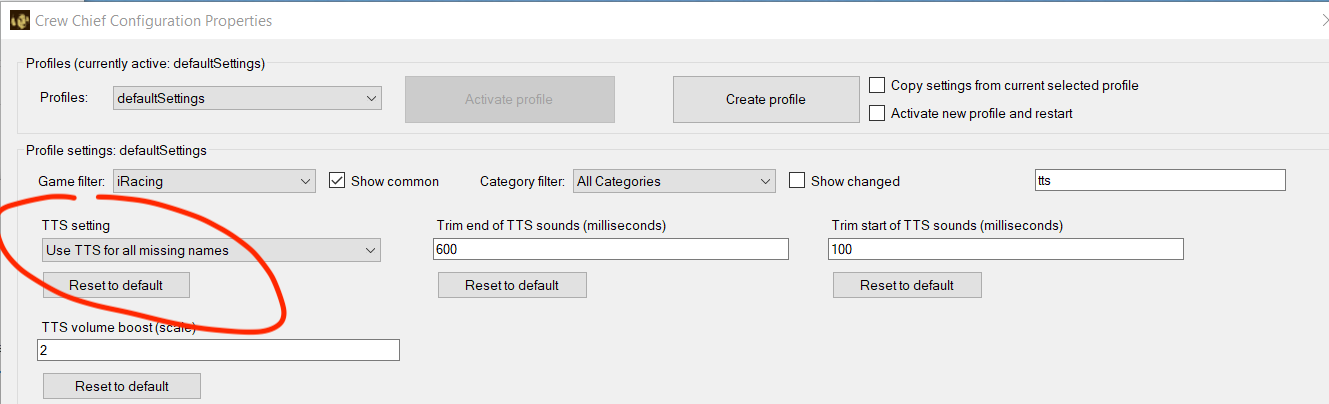 Crew Chief Configuration Properties
Profiles (currently active: defaultSettings)
Profiles: defaultSettings Activate profile Create profile Copy settings from current selected profile
Activate new profile and restart
Profile settings: defaultSettings
Game filter: iRacing Show common Category filter: All Categories Show changed tts
TTS setting Trim end of TTS sounds (milliseconds) Trim start of TTS sounds (milliseconds)
Use TTS for all missing names 600 100
Reset to default Reset to default Reset to default
TTS volume boost (scale)
2
Reset to default